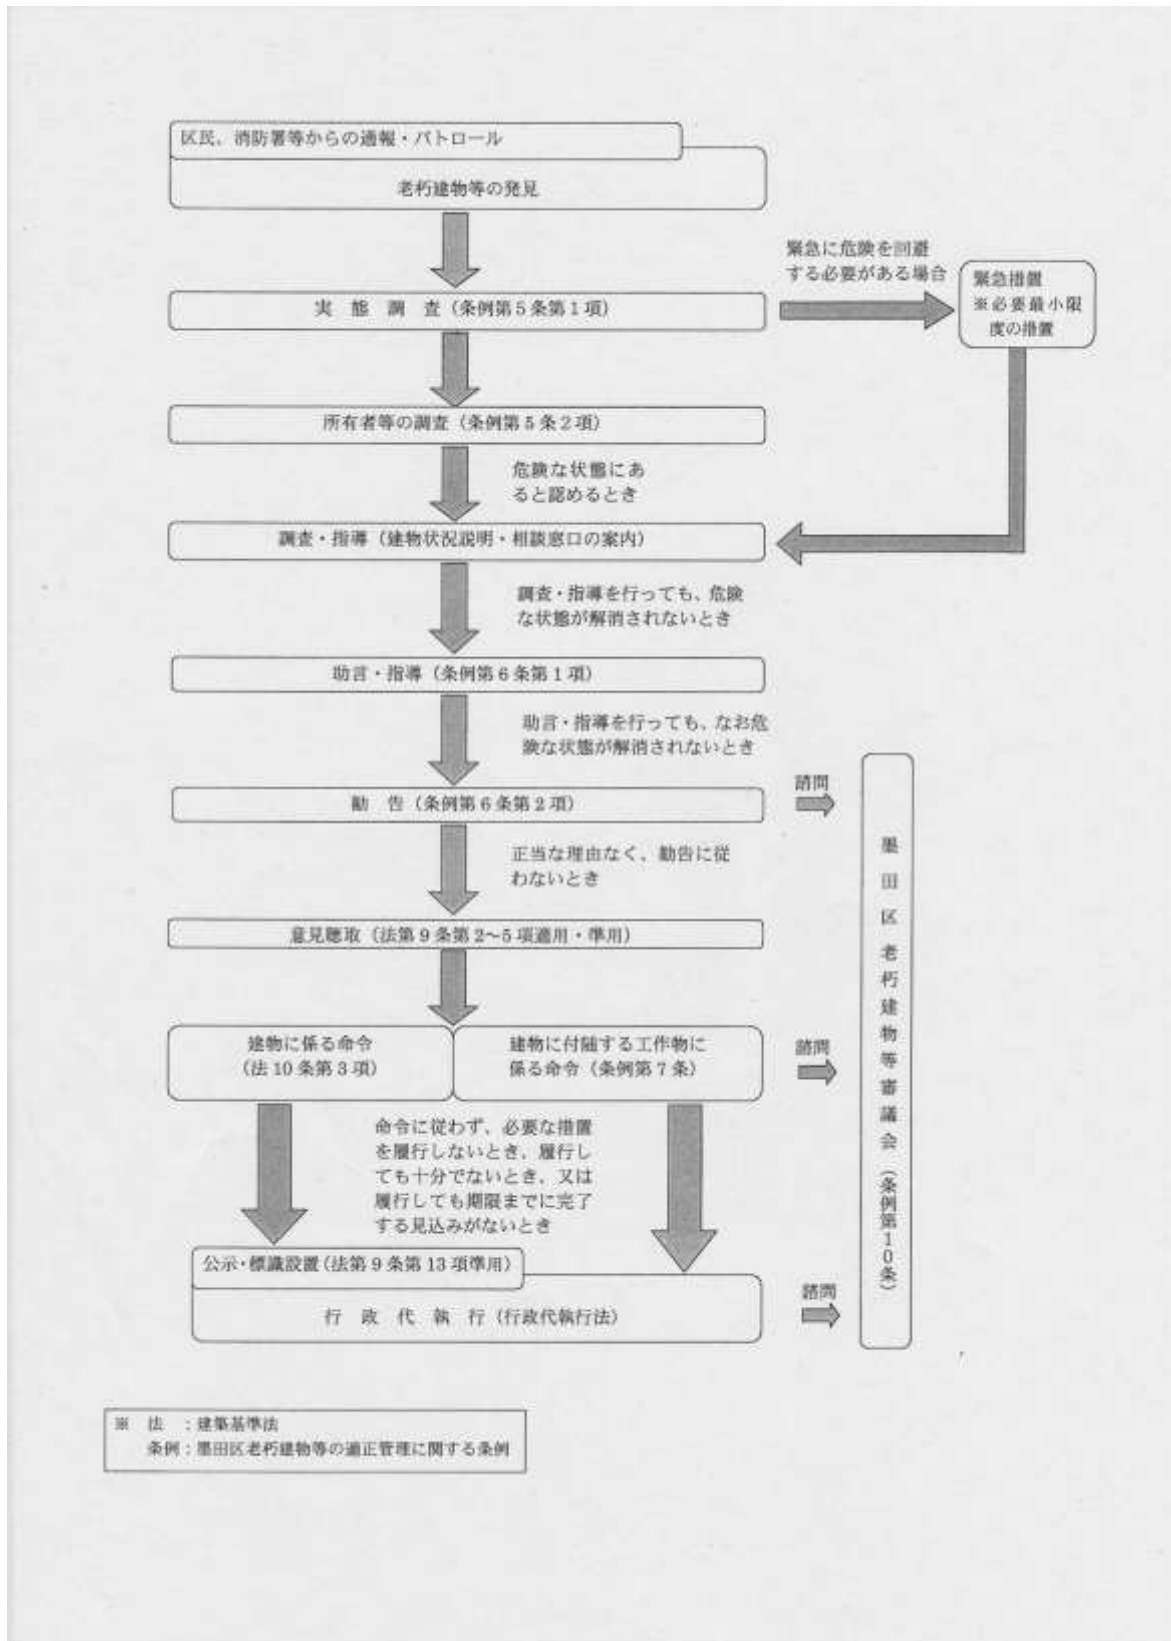 区民、消防署等からの通報・パトロール
老朽建物等の発見
緊急に危険を回避
する必要がある場合
緊急措置
※必要最小限
度の措置
実 態 調 査（条例第5条第1項）
所有者等の調査（条例第5条2項）
危険な状態にあ
ると認めるとき
調査・指導（建物状況説明・相談窓口の案内）
調査・指導を行っても、危険
な状態が解消されないとき
助言・指導（条例第6条第1項）
助言・指導を行っても、なお危
険な状態が解消されないとき
勧 告（条例第6条第2項）
諮問
正当な理由なく、勧告に従
わないとき
意見聴取（法第9条第2～5項適用・準用）
建物に係る命令
（法10条第3項）
建物に付随する工作物に
係る命令（条例第7条）
諮問
命令に従わず、必要な措置
を履行しないとき、履行し
ても十分でないとき、又は
履行しても期限までに完了
する見込みがないとき
公示・標識設置（法第9条第13項準用）
行 政 代 執 行（行政代執行法）
諮問
墨田区老朽建物等審議会（条例第10条）
※ 法 ：建築基準法
条例：墨田区老朽建物等の適正管理に関する条例